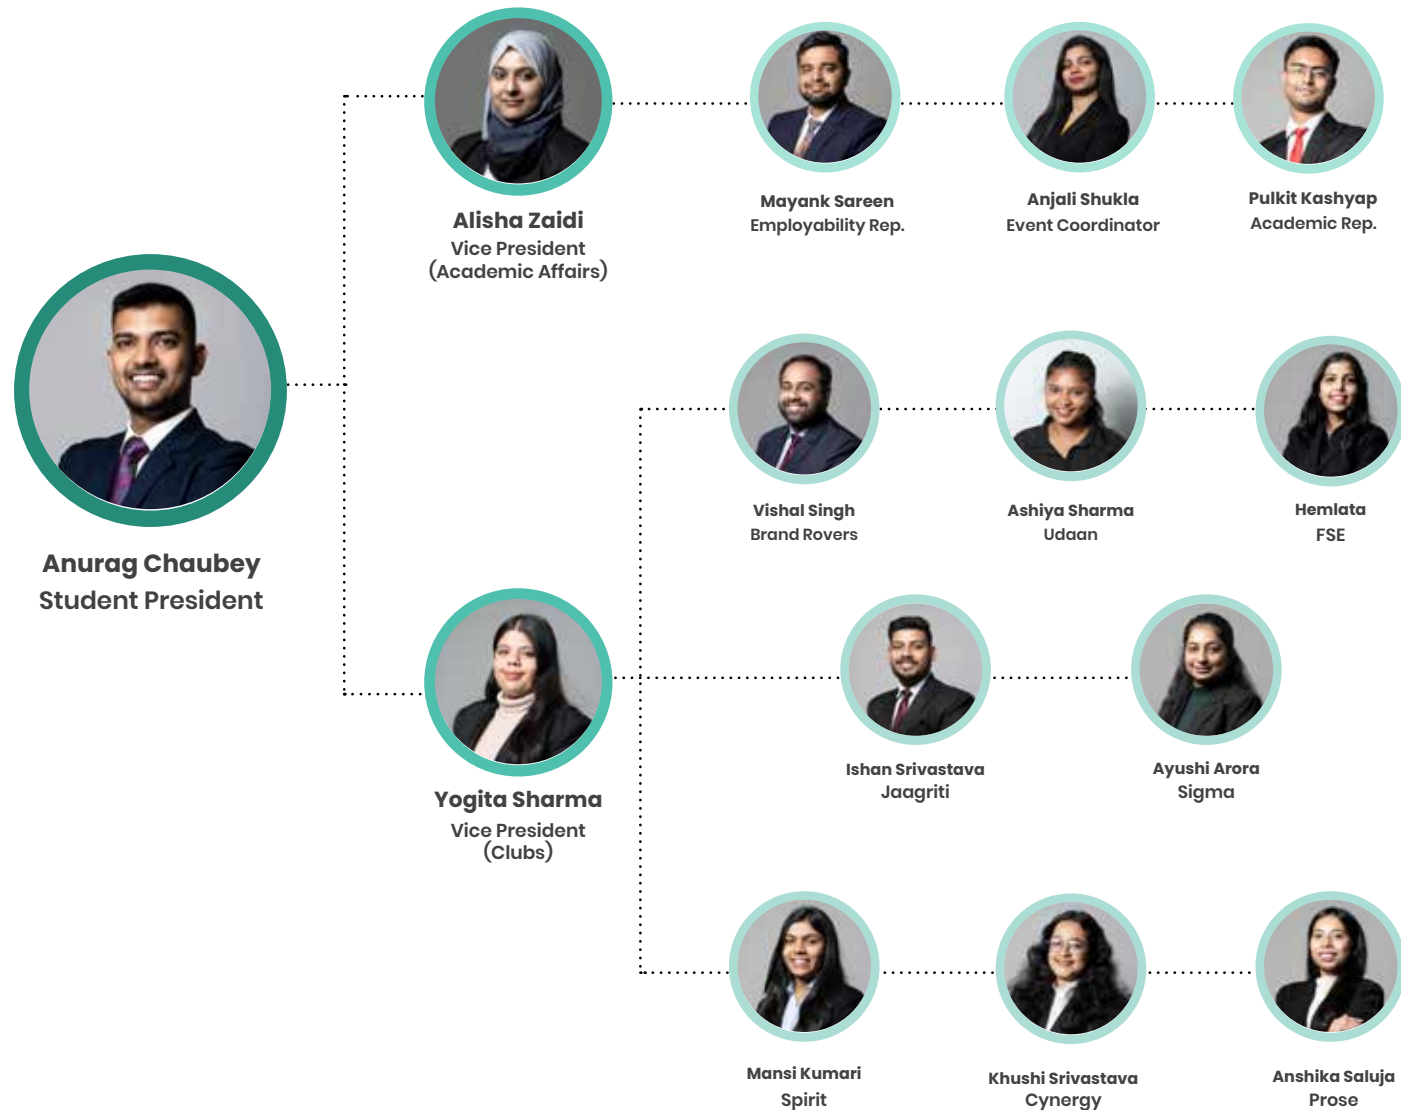 Alisha Zaidi
Vice President
(Academic Affairs)
Mayank Sareen
Employability Rep.
Anjali Shukla
Event Coordinator
Pulkit Kashyap
Academic Rep.
Anurag Chaubey
Student President
Vishal Singh
Brand Rovers
Ashiya Sharma
Udaan
Hemlata
FSE
Yogita Sharma
Vice President
(Clubs)
Ishan Srivastava
Jaagriti
Ayushi Arora
Sigma
Mansi Kumari
Spirit
Khushi Srivastava
Cynergy
Anshika Saluja
Prose